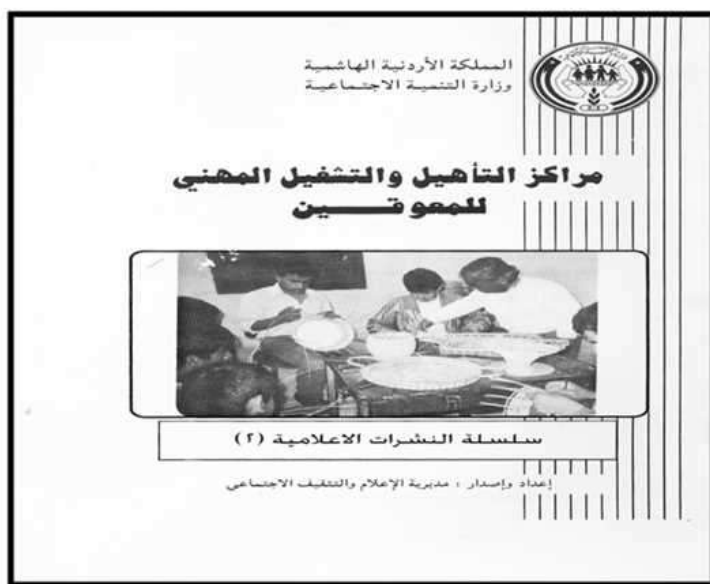 المملكة الأردنية الهاشمية
وزارة التنمية الاجتماعية
مراكز التأهيل والتشغيل المهني
للمعوقــــين
سلسلة النشرات الاعلامية (٢)
إعداد وإصدار : مديرية الإعلام والتثقيف الاجتماعي